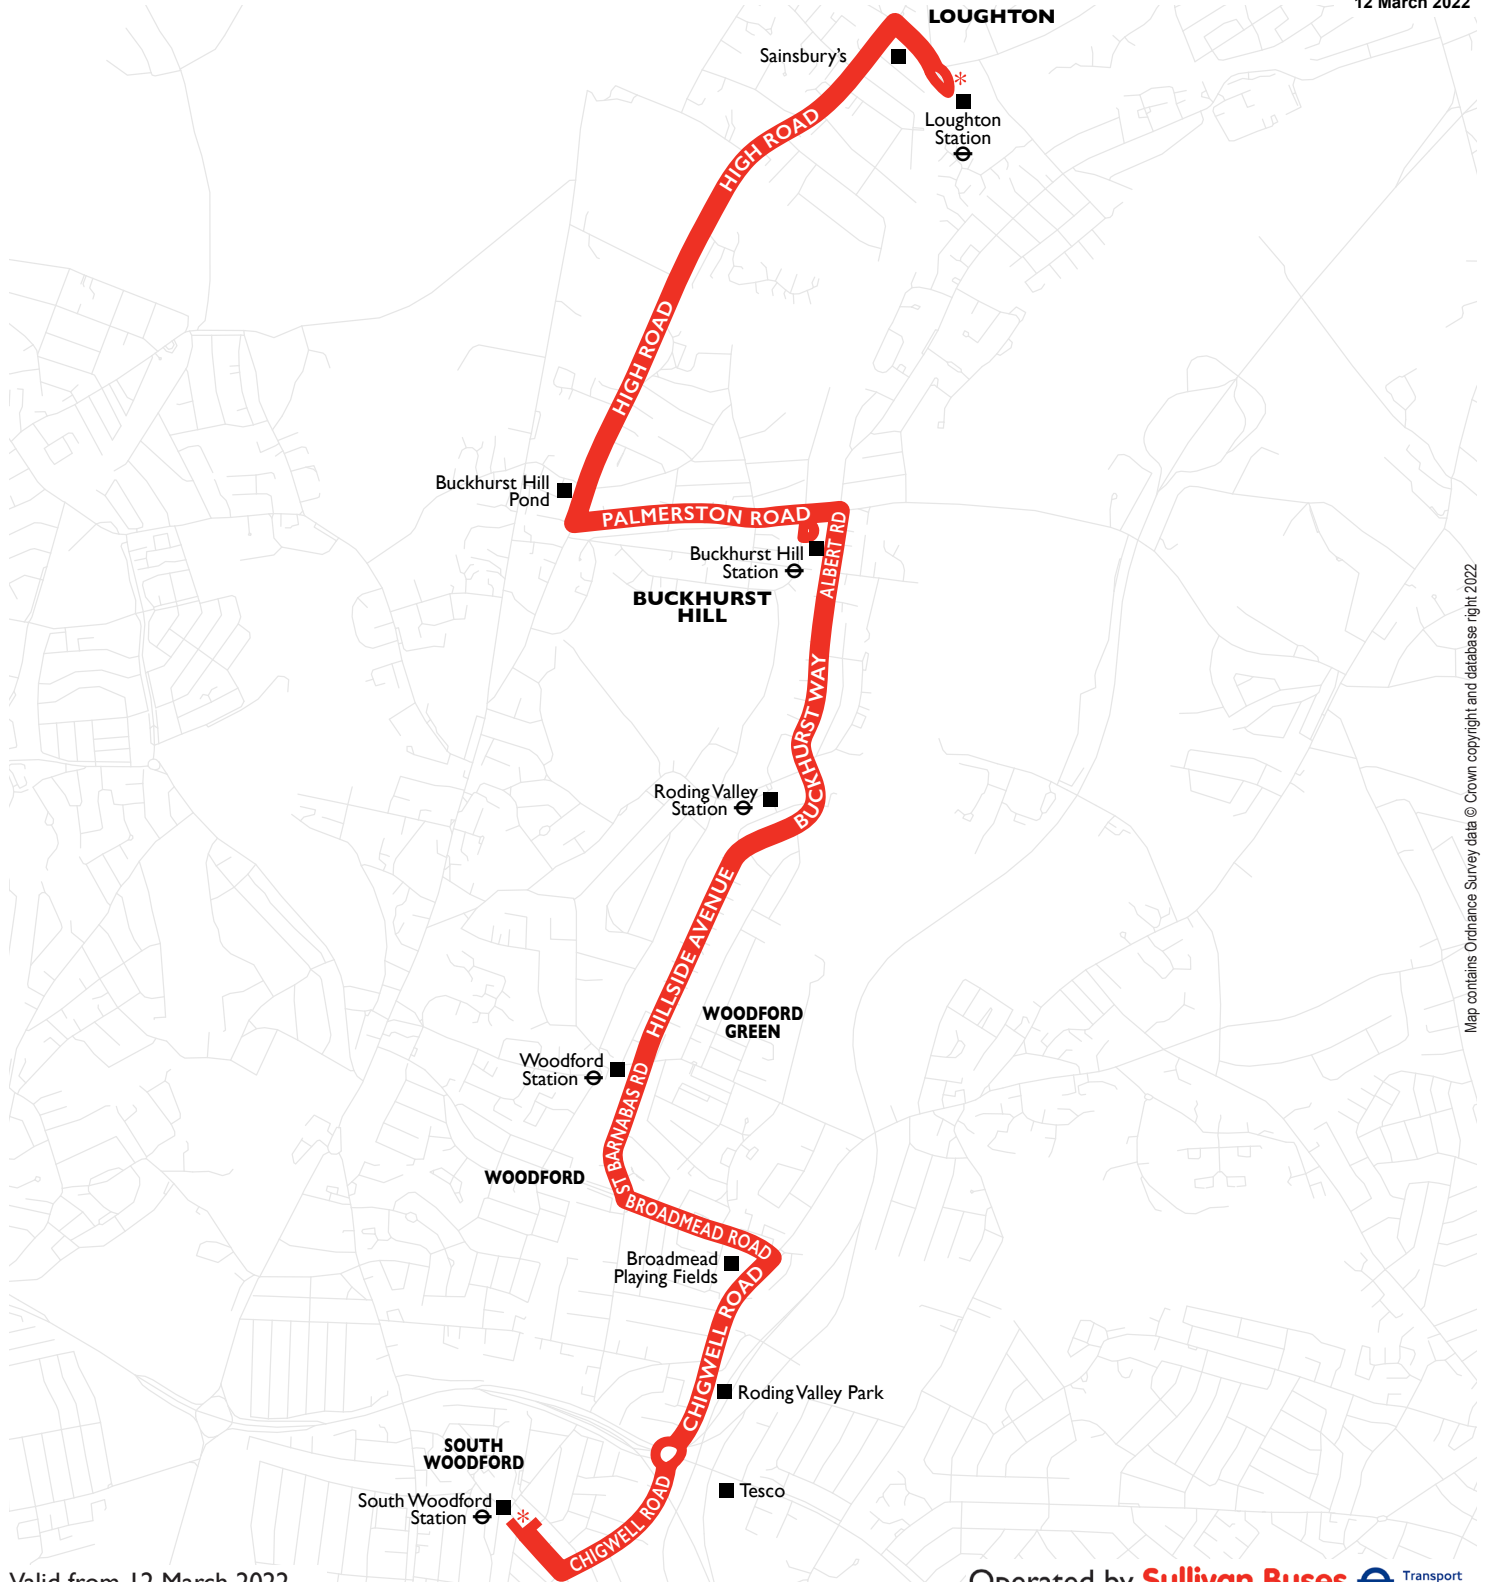 12 March 2022
LOUGHTON
Sainsbury's
Loughton
Station
HIGH ROAD
HIGH ROAD
Buckhurst Hill
Pond
PALMERSTON ROAD
ALBERT RD
Buckhurst Hill
Station
BUCKHURST
HILL
BUCKHURST WAY
Roding Valley
Station
HILLSIDE AVENUE
WOODFORD
GREEN
Woodford
Station
ST BARNABAS RD
WOODFORD
BROADMEAD ROAD
Broadmead
Playing Fields
CHIGWELL ROAD
Roding Valley Park
SOUTH
WOODFORD
Tesco
South Woodford
Station
CHIGWELL ROAD
Map contains Ordnance Survey data © Crown copyright and database right 2022
Valid from 12 March 2022
Operated by Sullivan Buses
Transport